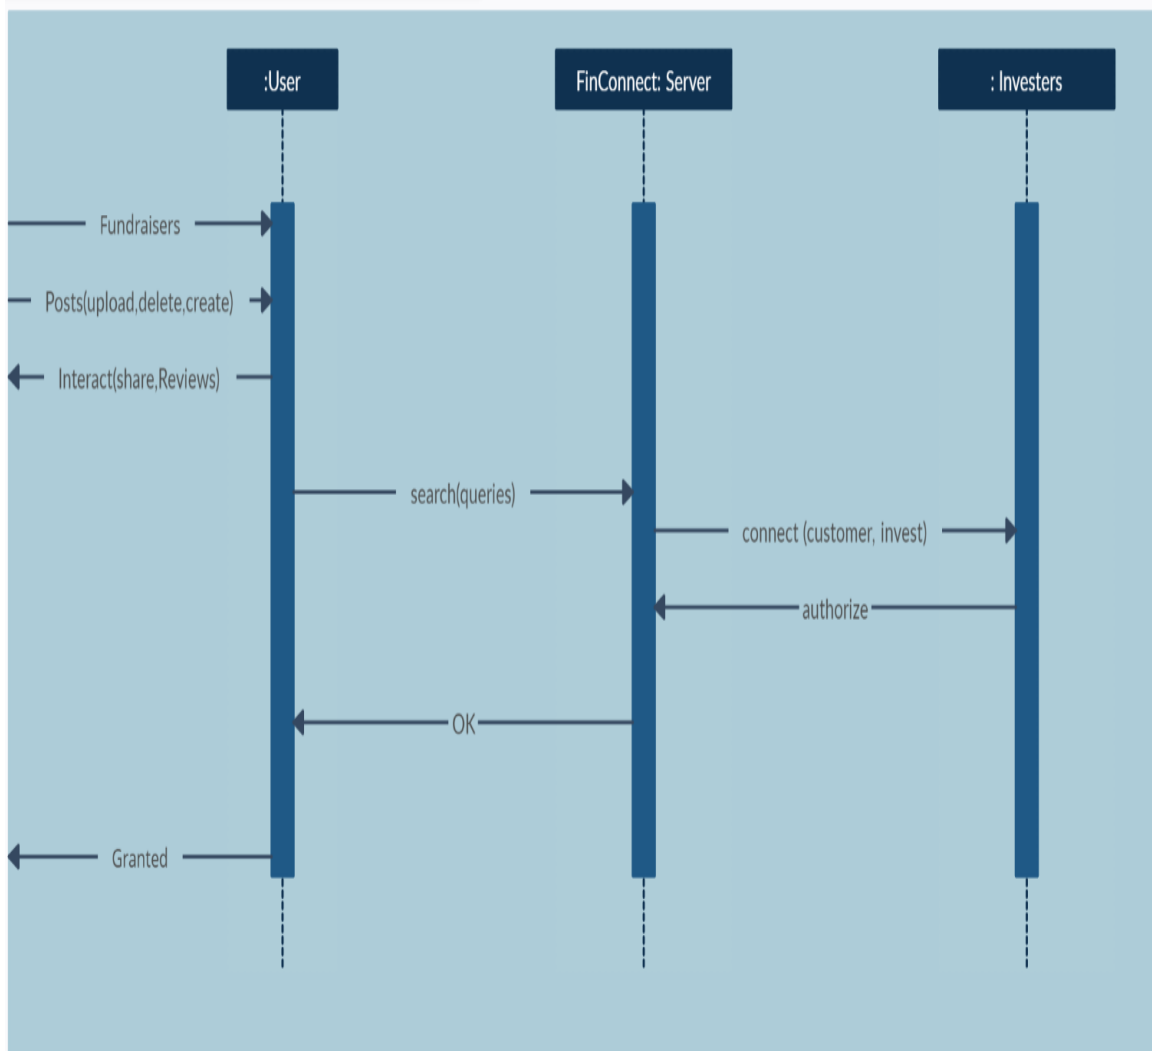 :User
FinConnect: Server
: Investers
Fundraisers
Posts(upload,delete,create)
Interact(share,Reviews)
search(queries)
connect (customer, invest)
authorize
OK
Granted